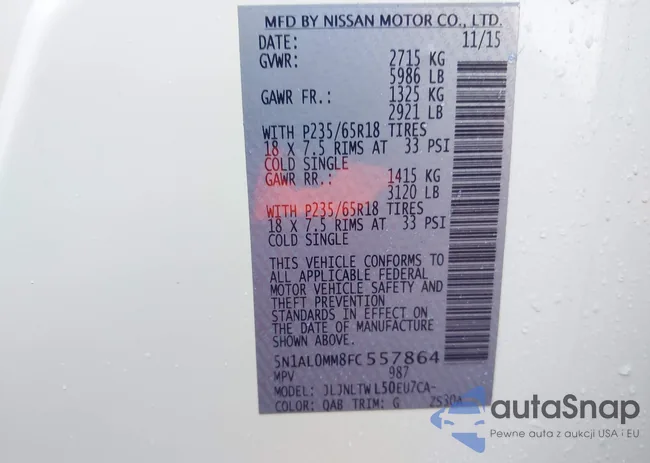 MFD BY NISSAN MOTOR CO., LTD.
DATE: 11/15
GVWR: 2715 KG
5986 LB
GAWR FR.: 1325 KG
2921 LB
WITH P235/65R18 TIRES
18 X 7.5 RIMS AT 33 PSI
COLD SINGLE
GAWR RR.: 1415 KG
3120 LB
WITH P235/65R18 TIRES
18 X 7.5 RIMS AT 33 PSI
COLD SINGLE
THIS VEHICLE CONFORMS TO
ALL APPLICABLE FEDERAL
MOTOR VEHICLE SAFETY AND
THEFT PREVENTION
STANDARDS IN EFFECT ON
THE DATE OF MANUFACTURE
SHOWN ABOVE.
5N1AL0MM8FC557864
MPV 987
MODEL: JLJNLTWL50EU7CA-
COLOR: QAB TRIM: G
autoSnap
Pewne auta z aukcji USA i EU